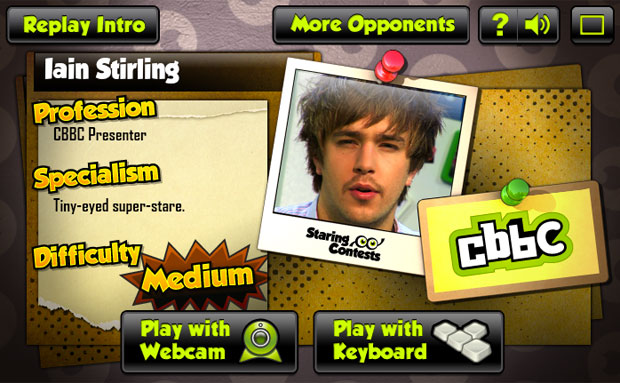 Replay Intro
More Opponents
?
Iain Stirling
Profession
CBBC Presenter
Specialism
Tiny-eyed super-stare.
Difficulty
Medium
Staring
Contests
cbbc
Play with
Webcam
Play with
Keyboard